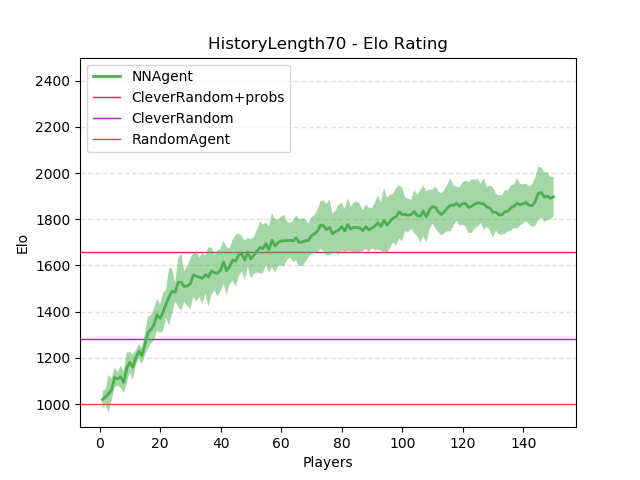 HistoryLength70 - Elo Rating
NNAgent
CleverRandom+probs
CleverRandom
RandomAgent
Elo
2400
2200
2000
1800
1600
1400
1200
1000
0 20 40 60 80 100 120 140
Players